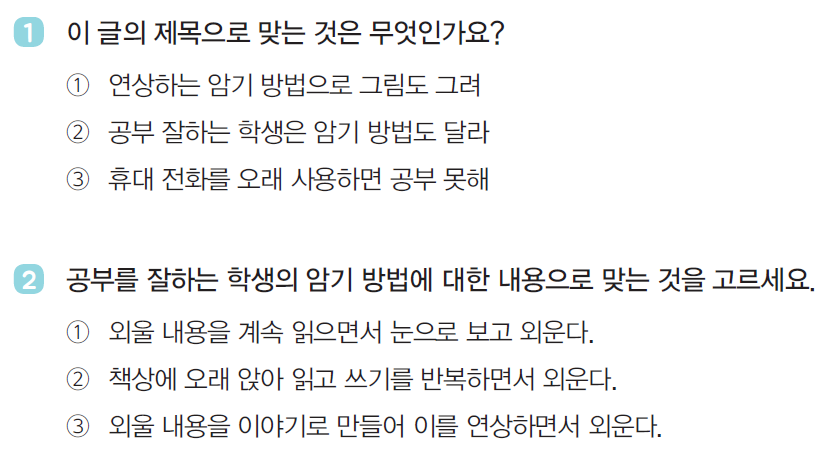 1 이 글의 제목으로 맞는 것은 무엇인가요?
① 연상하는 암기 방법으로 그림도 그려
② 공부 잘하는 학생은 암기 방법도 달라
③ 휴대 전화를 오래 사용하면 공부 못해
2 공부를 잘하는 학생의 암기 방법에 대한 내용으로 맞는 것을 고르세요.
① 외울 내용을 계속 읽으면서 눈으로 보고 외운다.
② 책상에 오래 앉아 읽고 쓰기를 반복하면서 외운다.
③ 외울 내용을 이야기로 만들어 이를 연상하면서 외운다.